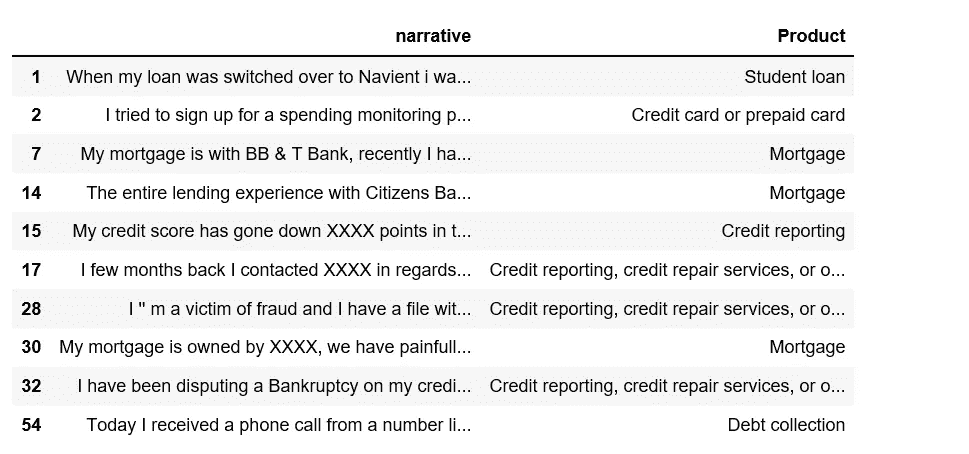 narrative Product
1 When my loan was switched over to Navient i wa... Student loan
2 I tried to sign up for a spending monitoring p... Credit card or prepaid card
7 My mortgage is with BB & T Bank, recently I ha... Mortgage
14 The entire lending experience with Citizens Ba... Mortgage
15 My credit score has gone down XXXX points in t... Credit reporting
17 I few months back I contacted XXXX in regards... Credit reporting, credit repair services, or o...
28 I " m a victim of fraud and I have a file wit... Credit reporting, credit repair services, or o...
30 My mortgage is owned by XXXX, we have painfull... Mortgage
32 I have been disputing a Bankruptcy on my credi... Credit reporting, credit repair services, or o...
54 Today I received a phone call from a number li... Debt collection